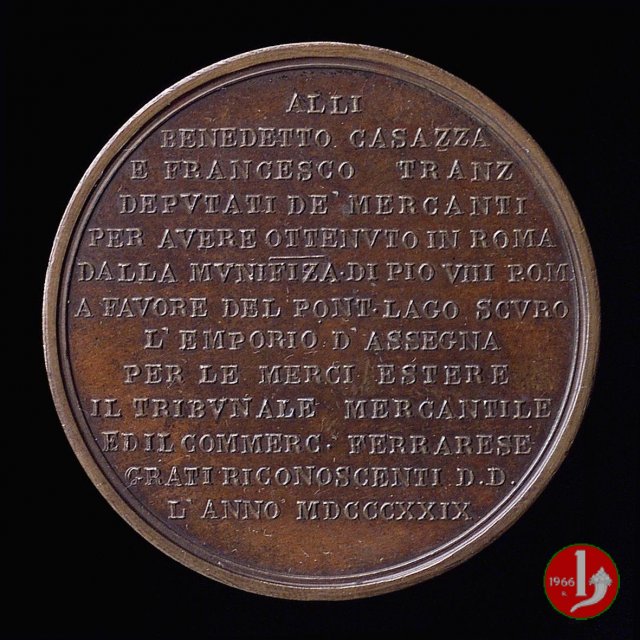 ALLI
BENEDETTO CASAZZA
E FRANCESCO TRANZ
DEPVTATI DE' MERCANTI
PER AVERE OTTENVTO IN ROMA
DALLA MVNIFIZA·DI PIO VIII ROM.
A FAVORE DEL PONT·LAGO SCVRO
L'EMPORIO D'ASSEGNA
PER LE MERCI ESTERE
IL TRIBVNALE MERCANTILE
ED IL COMMERC· FERRARESE
GRATI RICONOSCENTI D.D.
L'ANNO MDCCCXXIX
1966